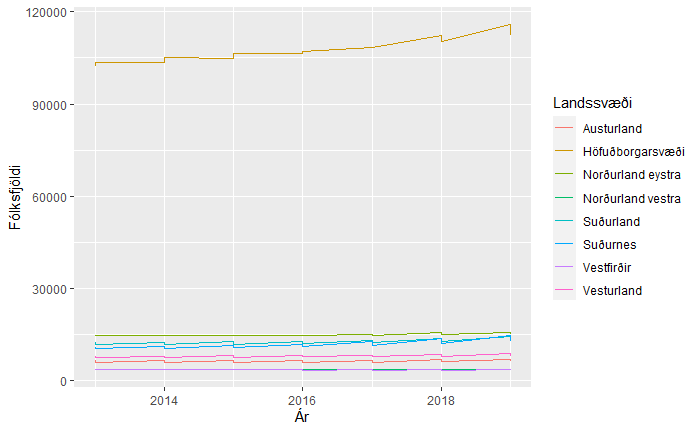 120000
90000
60000
30000
0
Fólksfjöldi
2014
2016
2018
Ár
Landssvæði
Austurland
Höfuðborgarsvæði
Norðurland eystra
Norðurland vestra
Suðurland
Suðurnes
Vestfirðir
Vesturland